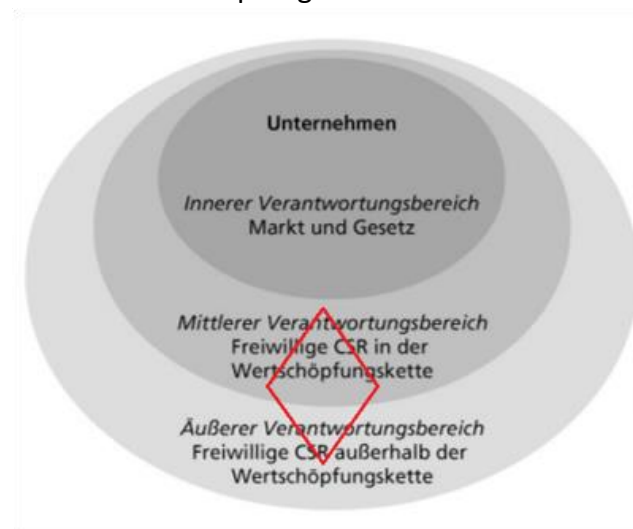 Unternehmen
Innerer Verantwortungsbereich
Markt und Gesetz
Mittlerer Verantwortungsbereich
Freiwillige CSR in der
Wertschöpfungskette
Äußerer Verantwortungsbereich
Freiwillige CSR außerhalb der
Wertschöpfungskette